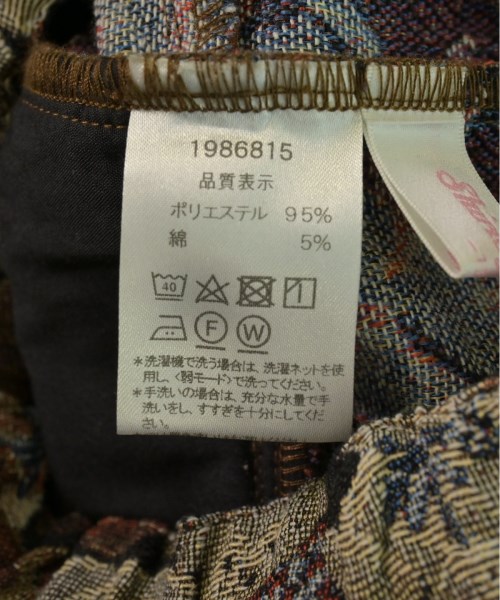 1986815
品質表示
ポリエステル 95%
綿 5%
40
F W
*洗濯機で洗う場合は、洗濯ネットを使
用し、〈弱モード〉で洗ってください。
*手洗いの場合は、充分な水量で手
洗いをし、すすぎを十分にしてくだ
さい。